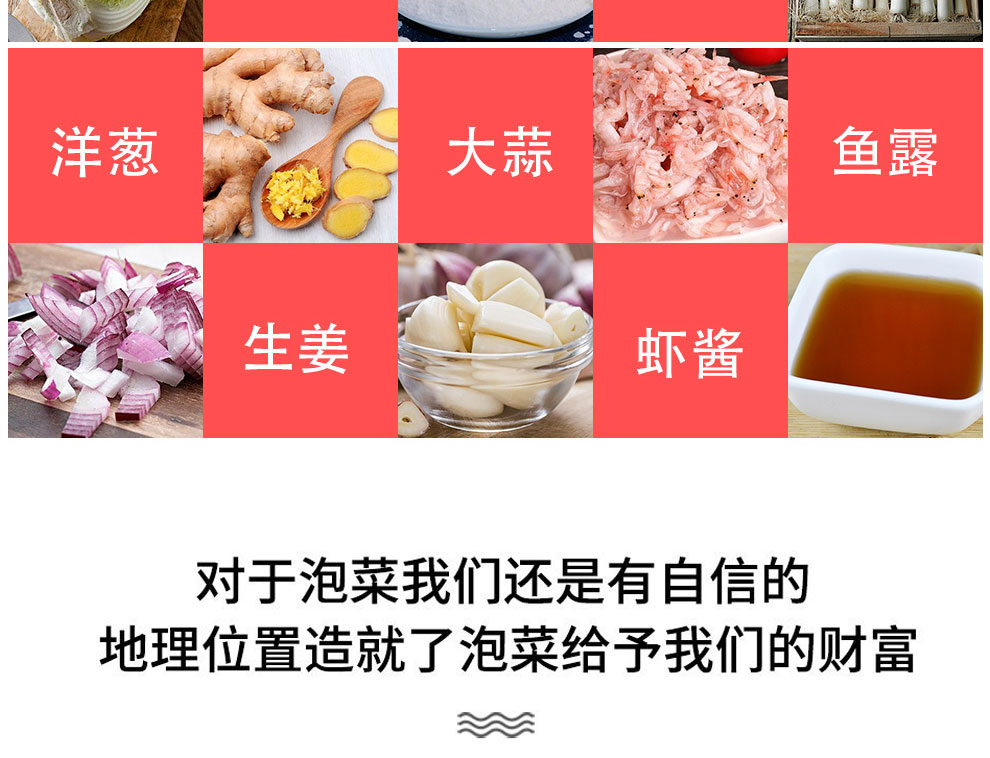 洋葱
大蒜
鱼露
生姜
虾酱
对于泡菜我们还是有自信的
地理位置造就了泡菜给予我们的财富